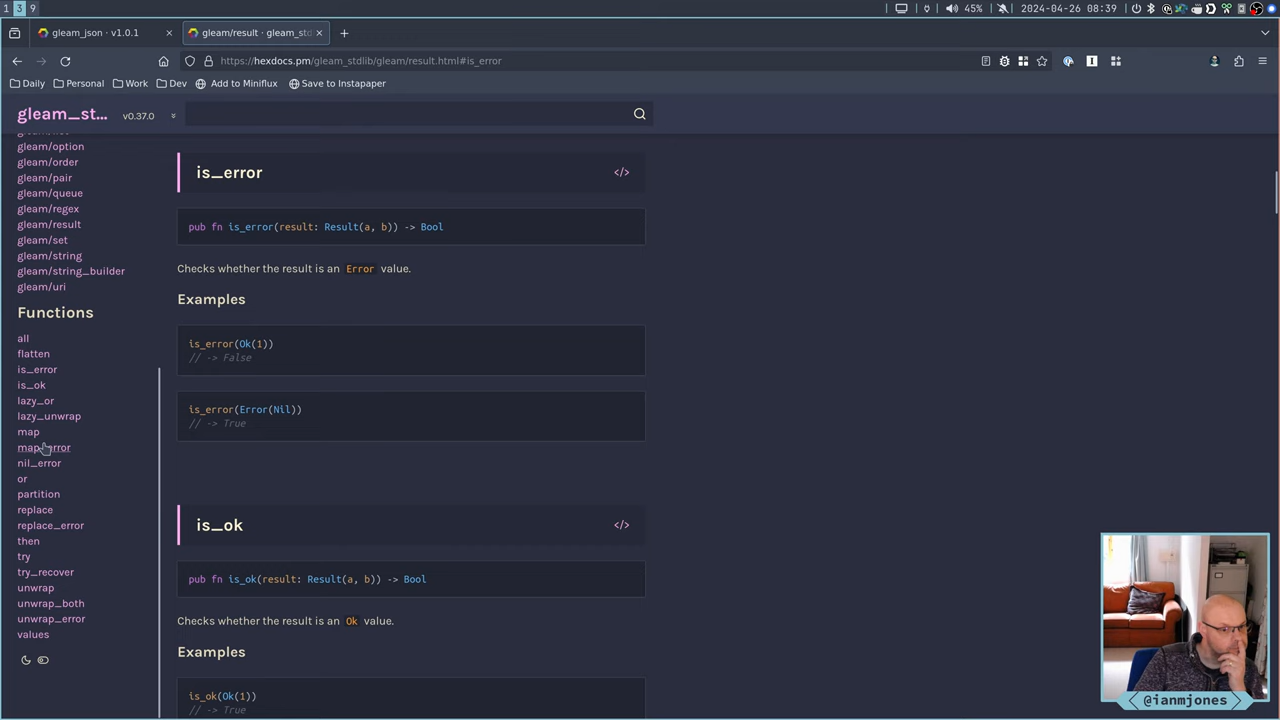 1 3 9
45%
2024-04-26 08:39
gleam_json · v1.0.1
gleam/result · gleam_std
https://hexdocs.pm/gleam_stdlib/gleam/result.html#is_error
Daily
Personal
Work
Dev
Add to Miniflux
Save to Instapaper
gleam_st...
v0.37.0
gleam/option
gleam/order
gleam/pair
gleam/queue
gleam/regex
gleam/result
gleam/set
gleam/string
gleam/string_builder
gleam/uri
Functions
all
flatten
is_error
is_ok
lazy_or
lazy_unwrap
map
map_error
nil_error
or
partition
replace
replace_error
then
try
try_recover
unwrap
unwrap_both
unwrap_error
values
is_error
</>
pub fn is_error(result: Result(a, b)) -> Bool
Checks whether the result is an Error value.
Examples
is_error(Ok(1))
// -> False
is_error(Error(Nil))
// -> True
is_ok
</>
pub fn is_ok(result: Result(a, b)) -> Bool
Checks whether the result is an Ok value.
Examples
is_ok(Ok(1))
// -> True
@ianmjones